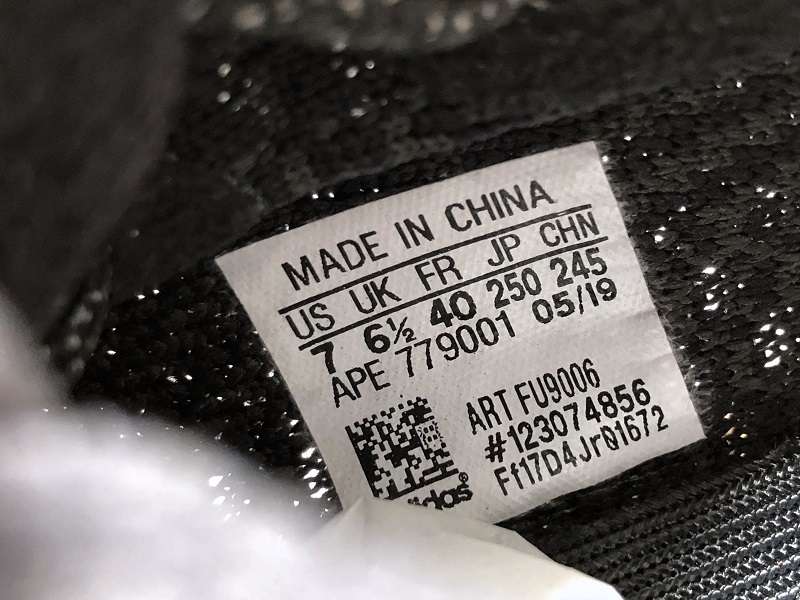 MADE IN CHINA
US UK FR JP CHN
7 6½ 40 250 245
APE 779001 05/19
ART FU9006
#123074856
Ff17D4Jr01672
adidas®